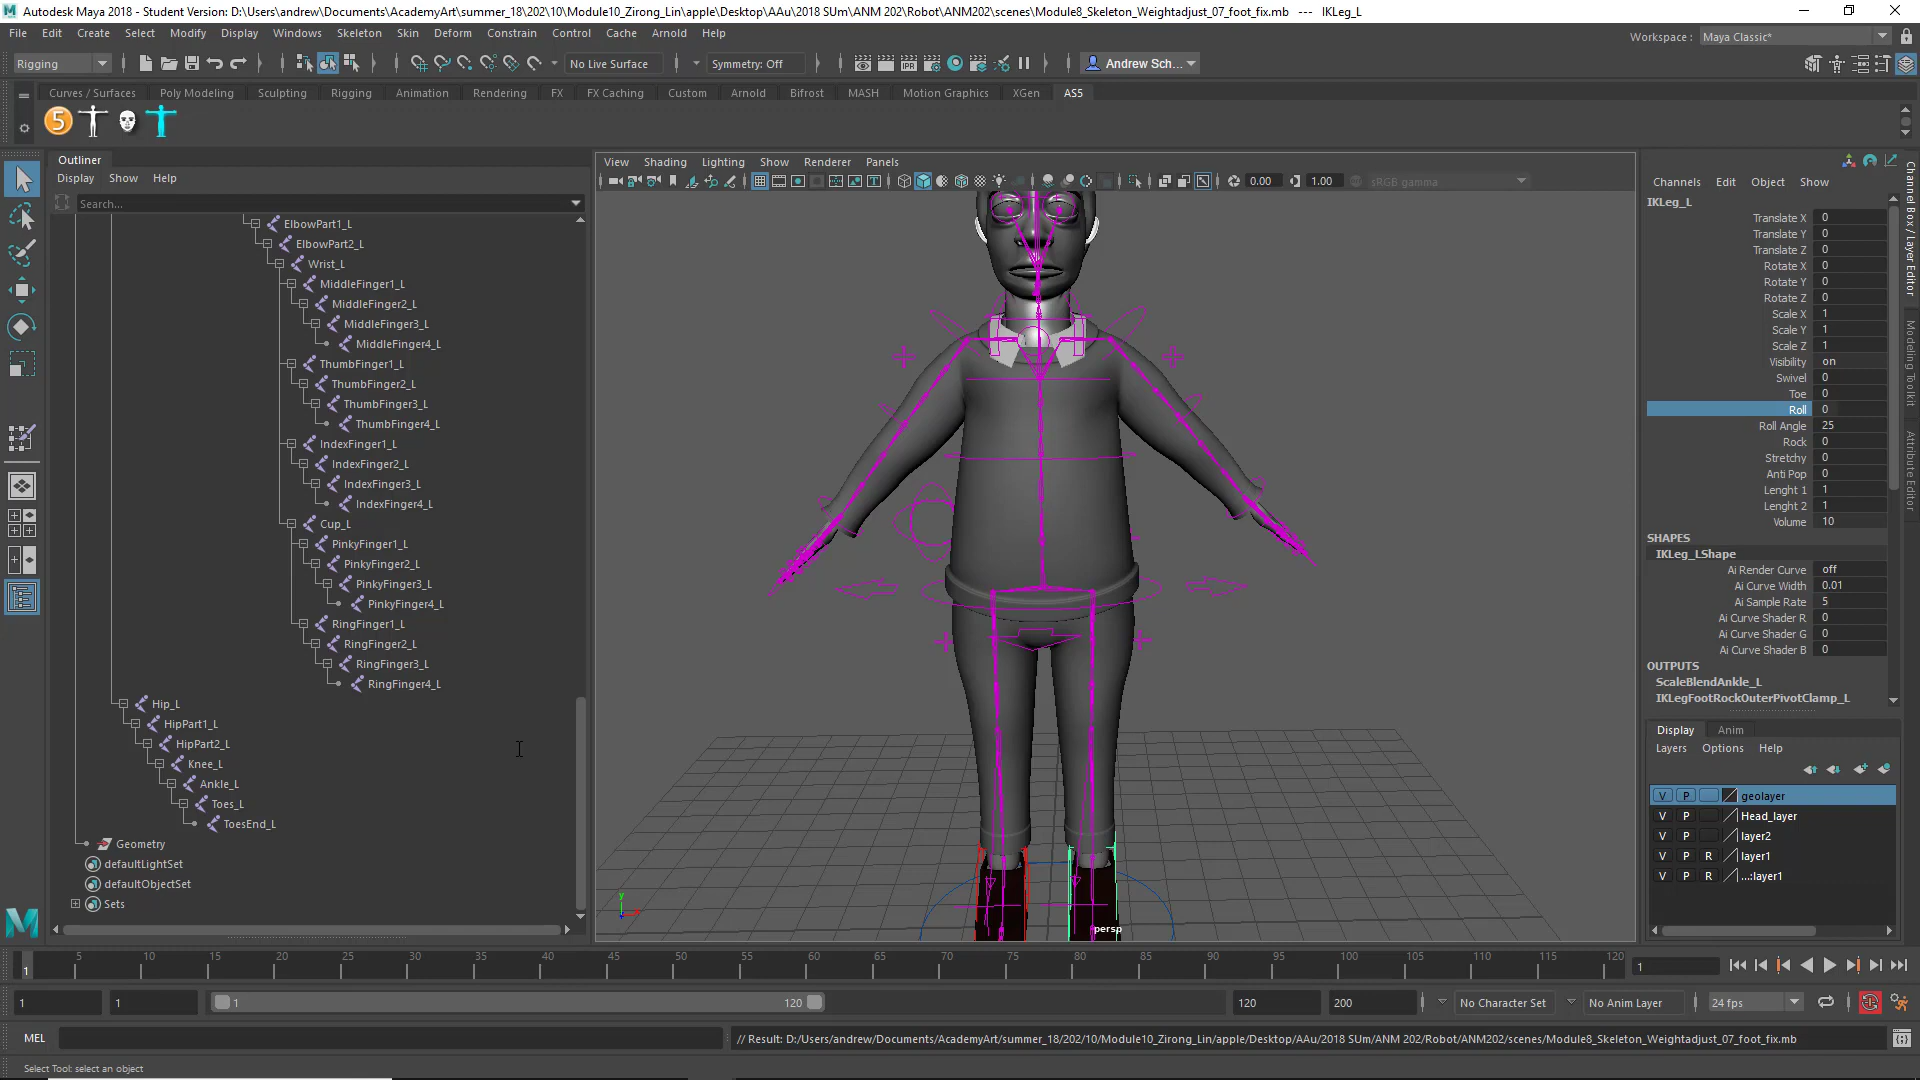 Autodesk Maya 2018 - Student Version: D:\Users\andrew\Documents\AcademyArt\summer_18\202\10\Module10_Zirong_Lin\apple\Desktop\AAu\2018 SUm\ANM 202\Robot\ANM202\scenes\Module8_Skeleton_Weightadjust_07_foot_fix.mb --- IKLeg_L
File Edit Create Select Modify Display Windows Skeleton Skin Deform Constrain Control Cache Arnold Help
Workspace : Maya Classic*
Rigging No Live Surface Symmetry: Off Andrew Sch...
Curves / Surfaces Poly Modeling Sculpting Rigging Animation Rendering FX FX Caching Custom Arnold Bifrost MASH Motion Graphics XGen AS5
5
Outliner
Display Show Help
Search...
ElbowPart1_L
ElbowPart2_L
Wrist_L
MiddleFinger1_L
MiddleFinger2_L
MiddleFinger3_L
MiddleFinger4_L
ThumbFinger1_L
ThumbFinger2_L
ThumbFinger3_L
ThumbFinger4_L
IndexFinger1_L
IndexFinger2_L
IndexFinger3_L
IndexFinger4_L
Cup_L
PinkyFinger1_L
PinkyFinger2_L
PinkyFinger3_L
PinkyFinger4_L
RingFinger1_L
RingFinger2_L
RingFinger3_L
RingFinger4_L
Hip_L
HipPart1_L
HipPart2_L
Knee_L
Ankle_L
Toes_L
ToesEnd_L
Geometry
defaultLightSet
defaultObjectSet
Sets
View Shading Lighting Show Renderer Panels
0.00 1.00 sRGB gamma
y
persp
Channels Edit Object Show
IKLeg_L
Translate X 0
Translate Y 0
Translate Z 0
Rotate X 0
Rotate Y 0
Rotate Z 0
Scale X 1
Scale Y 1
Scale Z 1
Visibility on
Swivel 0
Toe 0
Roll 0
Roll Angle 25
Rock 0
Stretchy 0
Anti Pop 0
Lenght 1 1
Lenght 2 1
Volume 10
SHAPES
IKLeg_LShape
Ai Render Curve off
Ai Curve Width 0.01
Ai Sample Rate 5
Ai Curve Shader R 0
Ai Curve Shader G 0
Ai Curve Shader B 0
OUTPUTS
ScaleBlendAnkle_L
IKLegFootRockOuterPivotClamp_L
Display Anim
Layers Options Help
V P geolayer
V P Head_layer
V P layer2
V P R layer1
V P R ...:layer1
Channel Box / Layer Editor
Modeling Toolkit
Attribute Editor
1 5 10 15 20 25 30 35 40 45 50 55 60 65 70 75 80 85 90 95 100 105 110 115 120 1
1 1 1 120 120 200 No Character Set No Anim Layer 24 fps
MEL // Result: D:/Users/andrew/Documents/AcademyArt/summer_18/202/10/Module10_Zirong_Lin/apple/Desktop/AAu/2018 SUm/ANM 202/Robot/ANM202/scenes/Module8_Skeleton_Weightadjust_07_foot_fix.mb
Select Tool: select an object